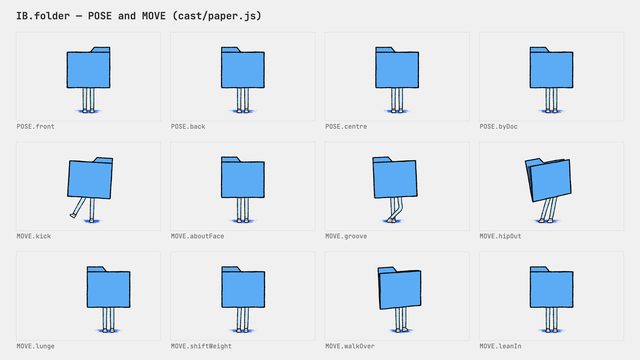 IB.folder — POSE and MOVE (cast/paper.js)
POSE.front
POSE.back
POSE.centre
POSE.byDoc
MOVE.kick
MOVE.aboutFace
MOVE.groove
MOVE.hipOut
MOVE.lunge
MOVE.shiftWeight
MOVE.walkOver
MOVE.leanIn